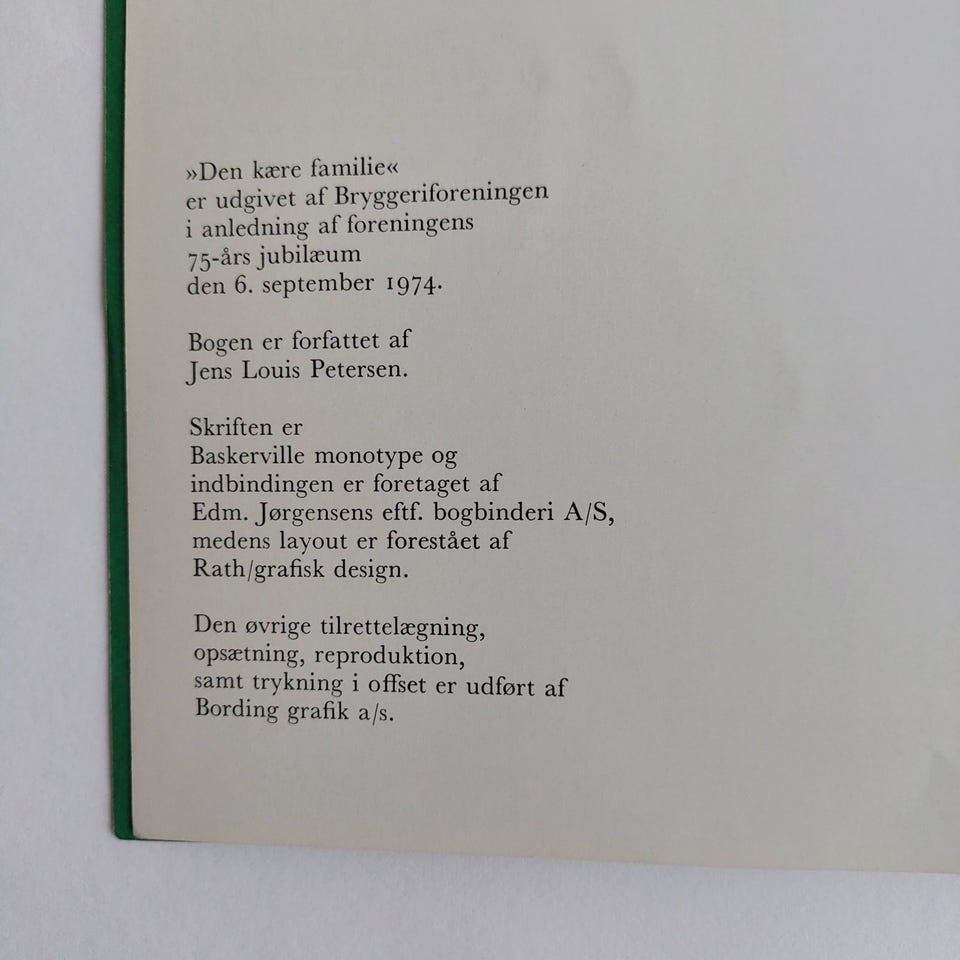 »Den kære familie«
er udgivet af Bryggeriforeningen
i anledning af foreningens
75-års jubilæum
den 6. september 1974.
Bogen er forfattet af
Jens Louis Petersen.
Skriften er
Baskerville monotype og
indbindingen er foretaget af
Edm. Jørgensens eftf. bogbinderi A/S,
medens layout er forestået af
Rath/grafisk design.
Den øvrige tilrettelægning,
opsætning, reproduktion,
samt trykning i offset er udført af
Bording grafik a/s.